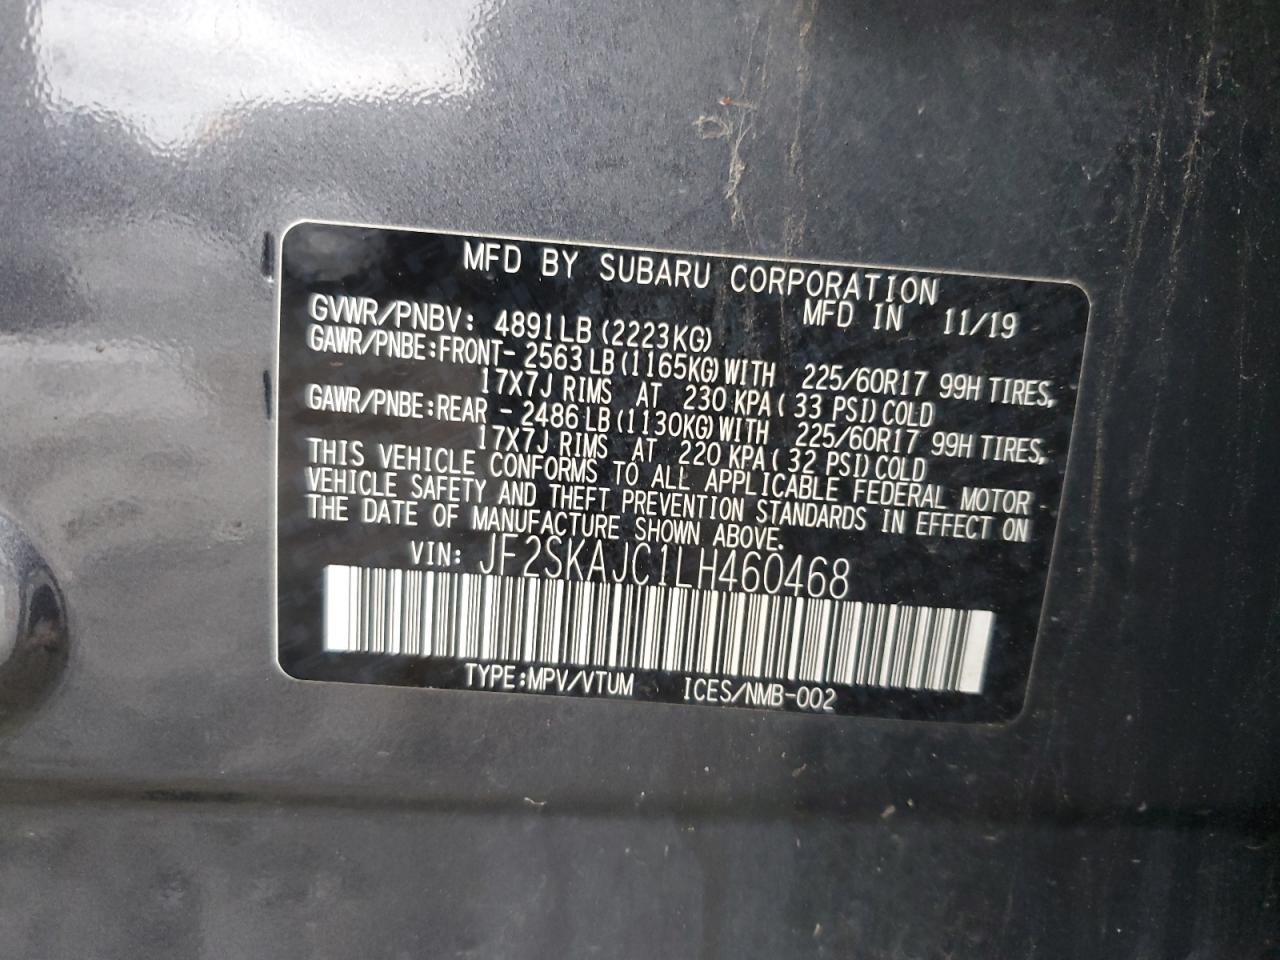 MFD BY SUBARU CORPORATION
GVWR/PNBV: 4891LB (2223KG) MFD IN 11/19
GAWR/PNBE:FRONT- 2563 LB (1165KG) WITH 225/60R17 99H TIRES,
17X7J RIMS AT 230 KPA ( 33 PSI) COLD
GAWR/PNBE:REAR - 2486 LB (1130KG) WITH 225/60R17 99H TIRES,
17X7J RIMS AT 220 KPA ( 32 PSI) COLD
THIS VEHICLE CONFORMS TO ALL APPLICABLE FEDERAL MOTOR
VEHICLE SAFETY AND THEFT PREVENTION STANDARDS IN EFFECT ON
THE DATE OF MANUFACTURE SHOWN ABOVE.
VIN: JF2SKAJC1LH460468
TYPE:MPV/VTUM ICES/NMB-002